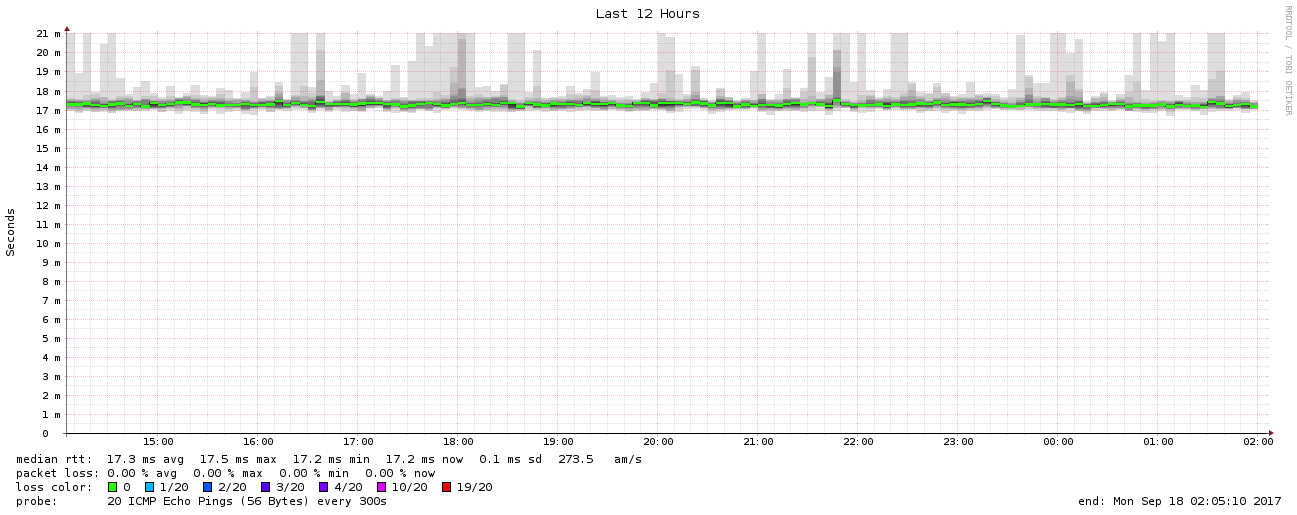 Last 12 Hours
RRDTOOL / TOBI OETIKER
Seconds
21 m
20 m
19 m
18 m
17 m
16 m
15 m
14 m
13 m
12 m
11 m
10 m
9 m
8 m
7 m
6 m
5 m
4 m
3 m
2 m
1 m
0
15:00 16:00 17:00 18:00 19:00 20:00 21:00 22:00 23:00 00:00 01:00 02:00
median rtt: 17.3 ms avg 17.5 ms max 17.2 ms min 17.2 ms now 0.1 ms sd 273.5 am/s
packet loss: 0.00 % avg 0.00 % max 0.00 % min 0.00 % now
loss color: 0 1/20 2/20 3/20 4/20 10/20 19/20
probe: 20 ICMP Echo Pings (56 Bytes) every 300s end: Mon Sep 18 02:05:10 2017